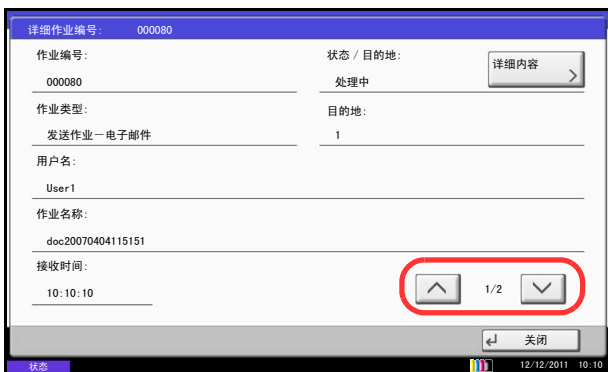 详细作业编号: 000080
作业编号:
000080
状态 / 目的地:
处理中
详细内容
作业类型:
发送作业－电子邮件
目的地:
1
用户名:
User1
作业名称:
doc20070404115151
接收时间:
10:10:10
1/2
关闭
状态
12/12/2011 10:10